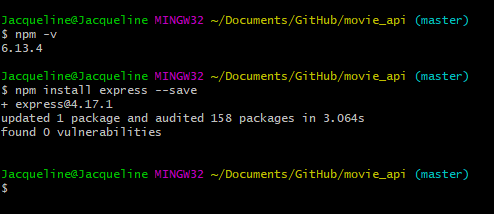 Jacqueline@Jacqueline MINGW32 ~/Documents/GitHub/movie_api (master)
$ npm -v
6.13.4
Jacqueline@Jacqueline MINGW32 ~/Documents/GitHub/movie_api (master)
$ npm install express --save
+ express@4.17.1
updated 1 package and audited 158 packages in 3.064s
found 0 vulnerabilities
Jacqueline@Jacqueline MINGW32 ~/Documents/GitHub/movie_api (master)
$